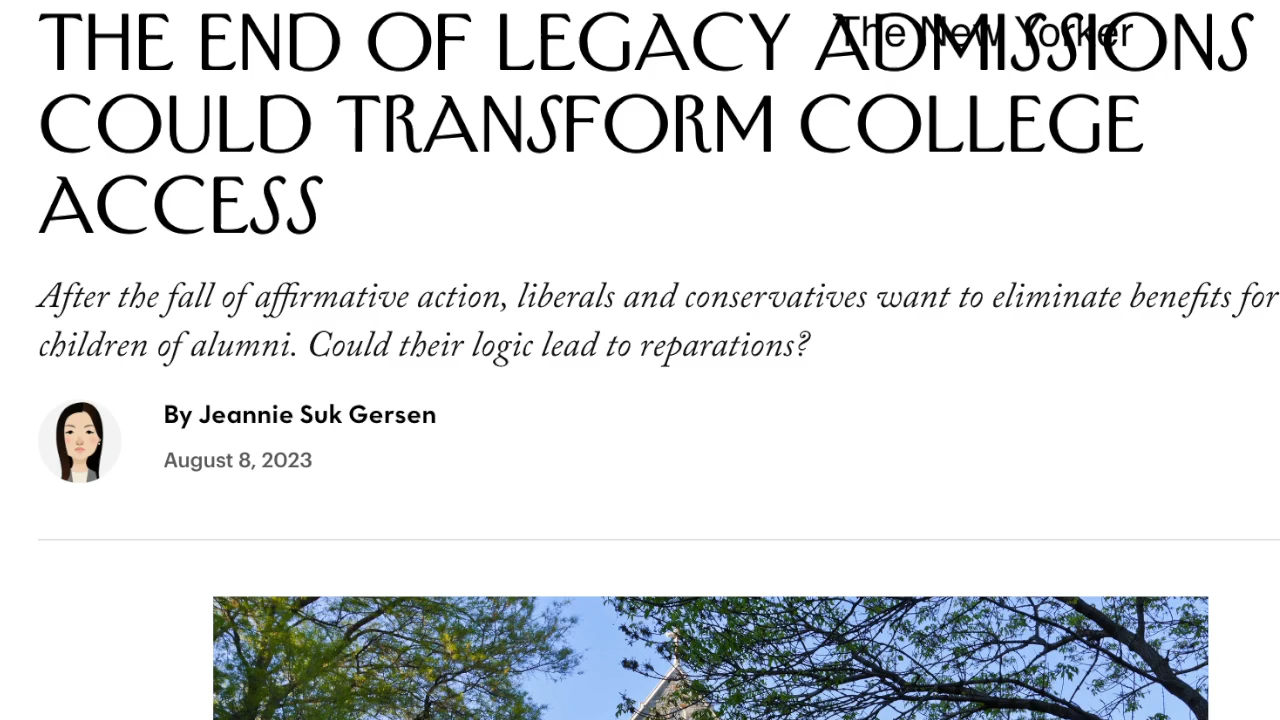 The New Yorker
THE END OF LEGACY ADMISSIONS
COULD TRANSFORM COLLEGE
ACCESS
After the fall of affirmative action, liberals and conservatives want to eliminate benefits for
children of alumni. Could their logic lead to reparations?
By Jeannie Suk Gersen
August 8, 2023